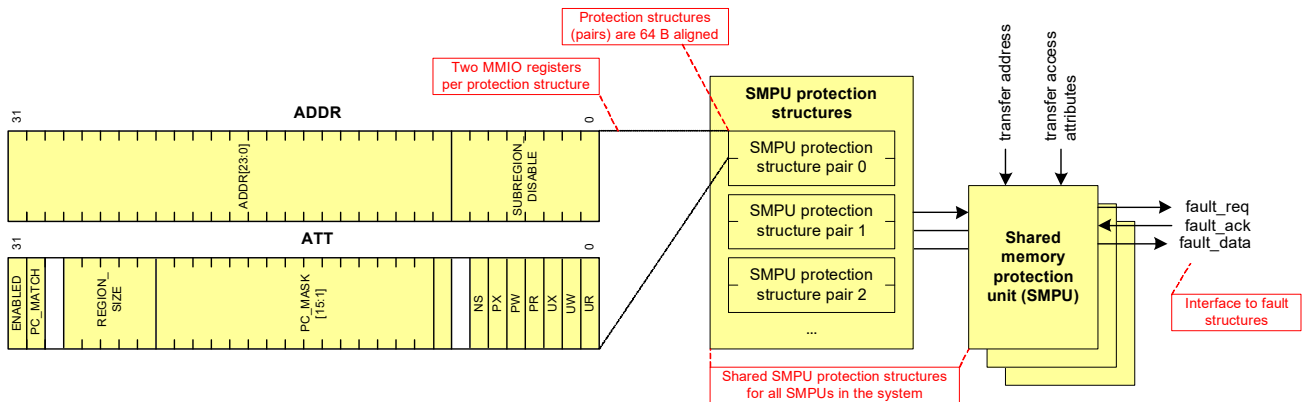 Protection structures
(pairs) are 64 B aligned
Two MMIO registers
per protection structure
31
ADDR
0
ADDR[23:0]
SUBREGION_
DISABLE
31
ATT
0
ENABLED
PC_MATCH
REGION_
SIZE
PC_MASK
[15:1]
NS
PX
PW
PR
UX
UW
UR
SMPU protection
structures
SMPU protection
structure pair 0
SMPU protection
structure pair 1
SMPU protection
structure pair 2
...
Shared SMPU protection structures
for all SMPUs in the system
transfer address
transfer access
attributes
Shared
memory
protection
unit (SMPU)
fault_req
fault_ack
fault_data
Interface to fault
structures